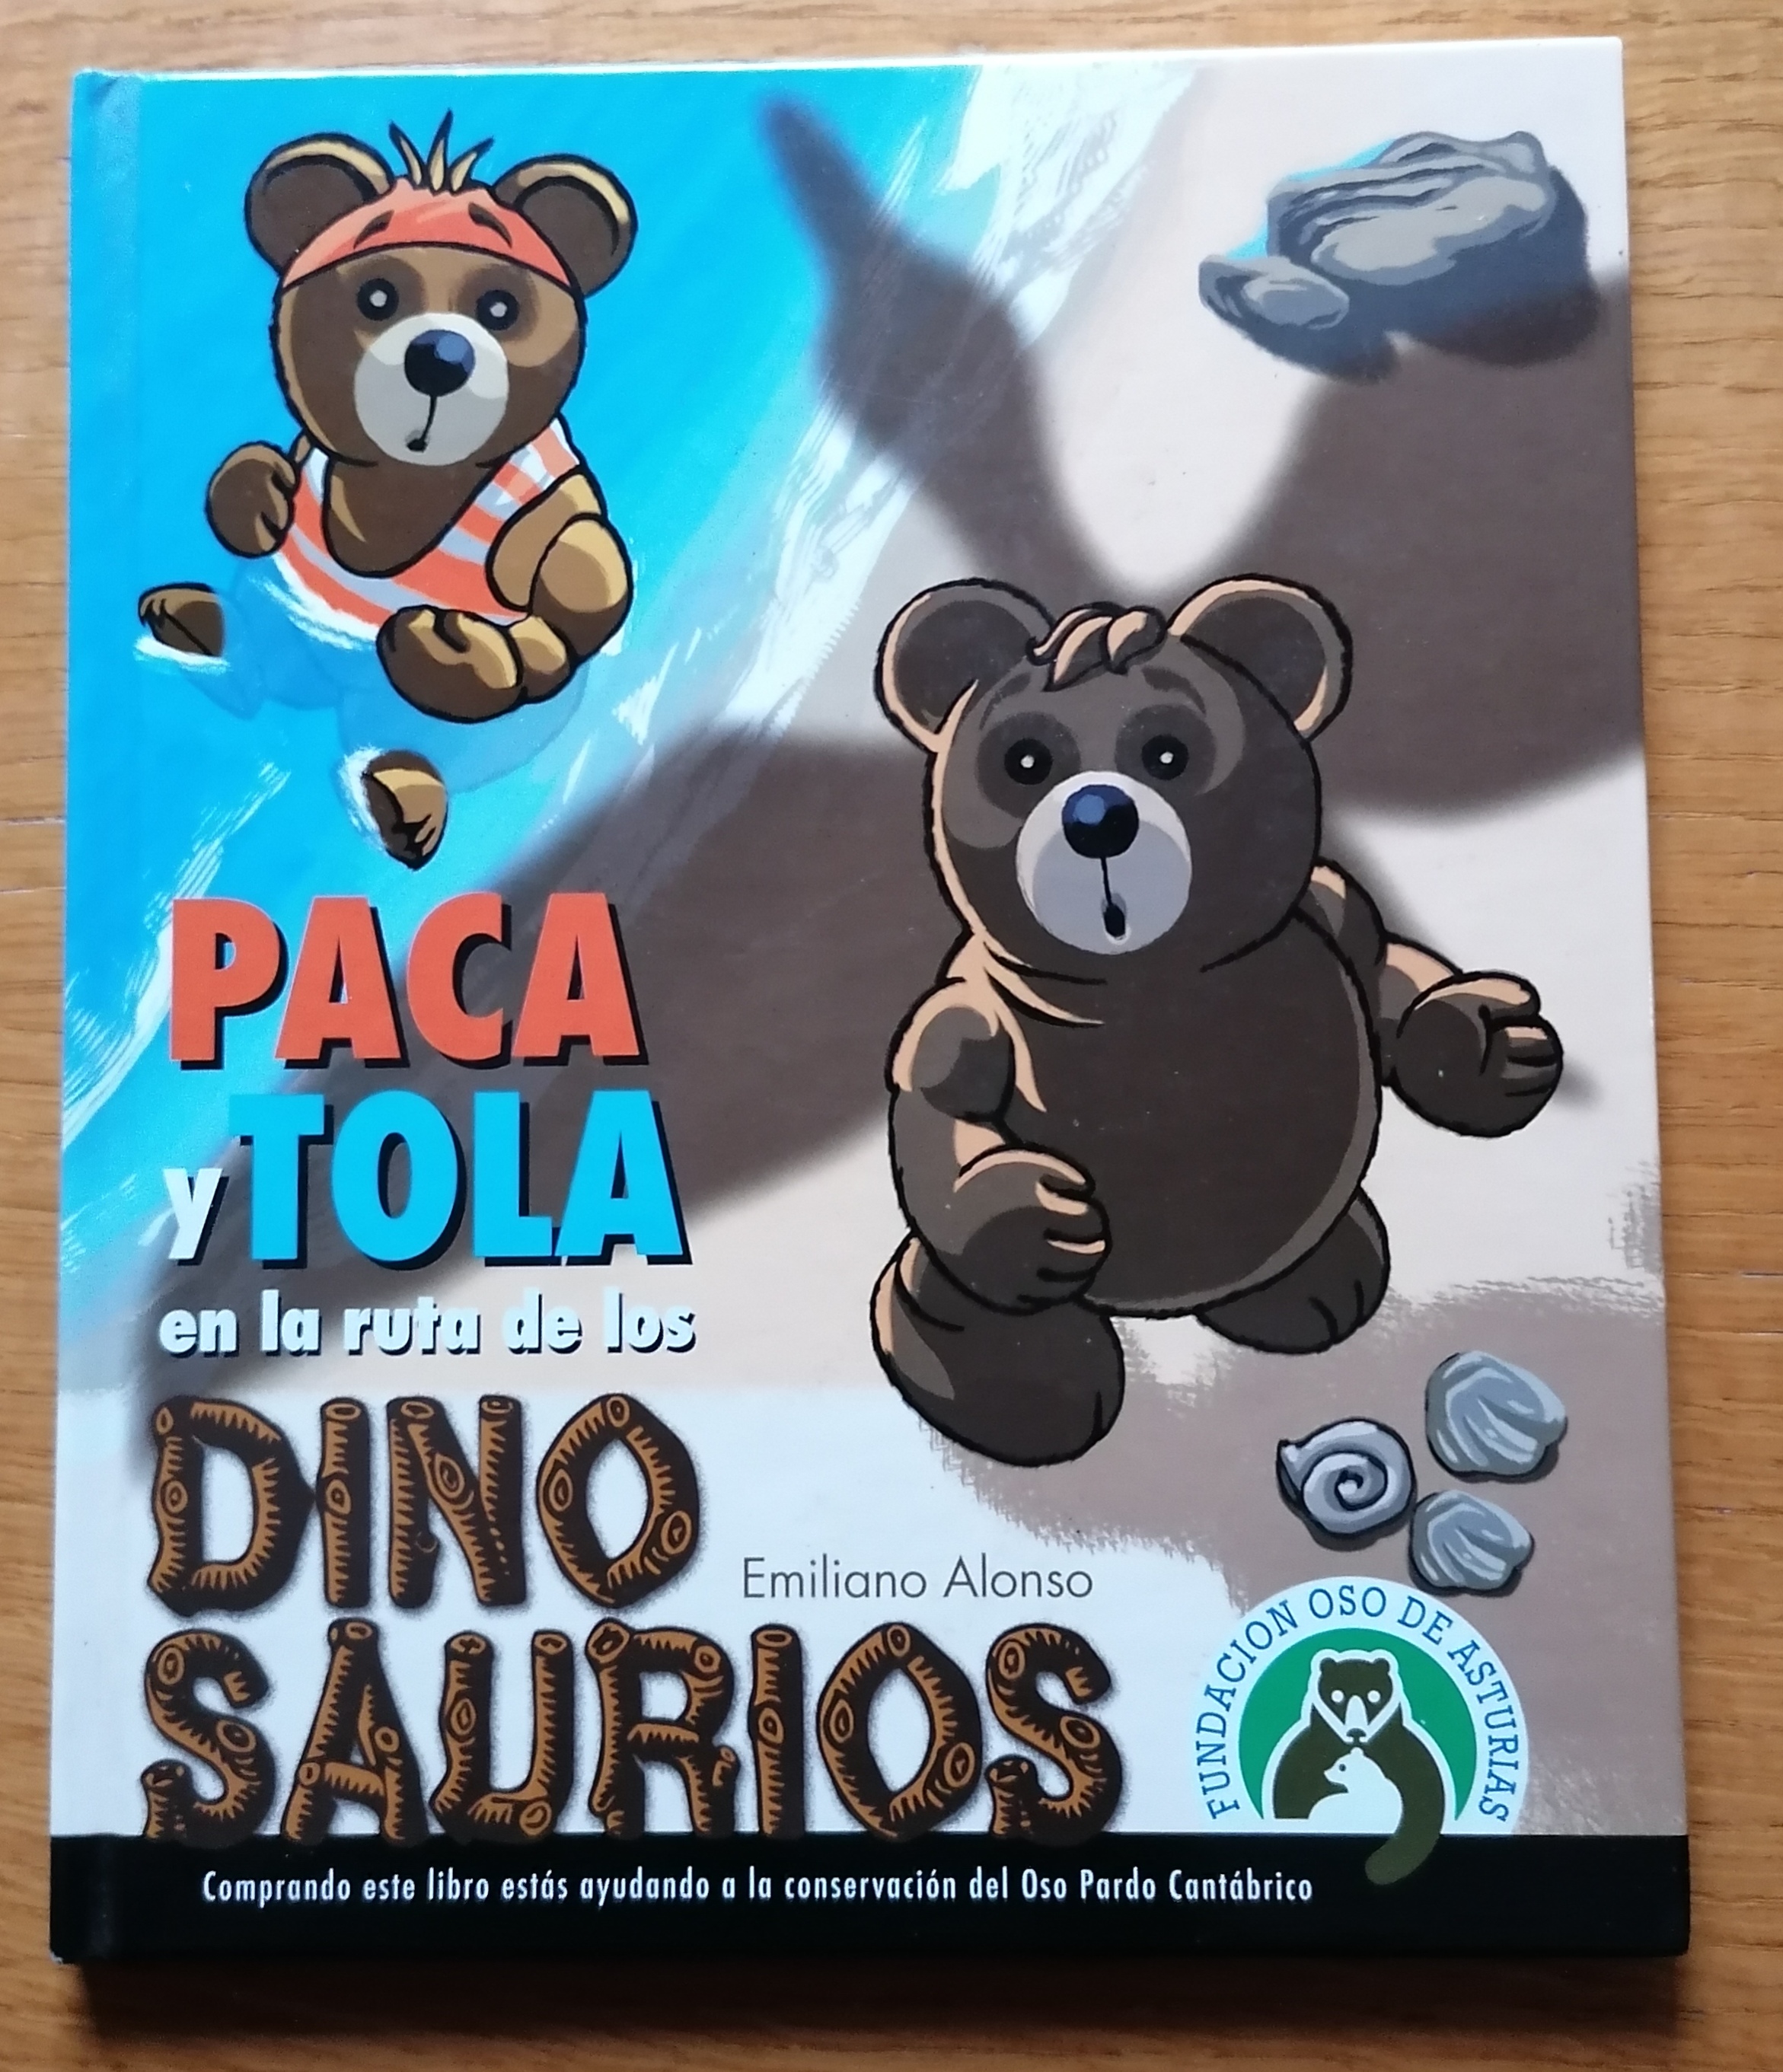 PACA
y TOLA
en la ruta de los
DINO
SAURIOS
Emiliano Alonso
FUNDACION OSO DE ASTURIAS
Comprando este libro estás ayudando a la conservación del Oso Pardo Cantábrico